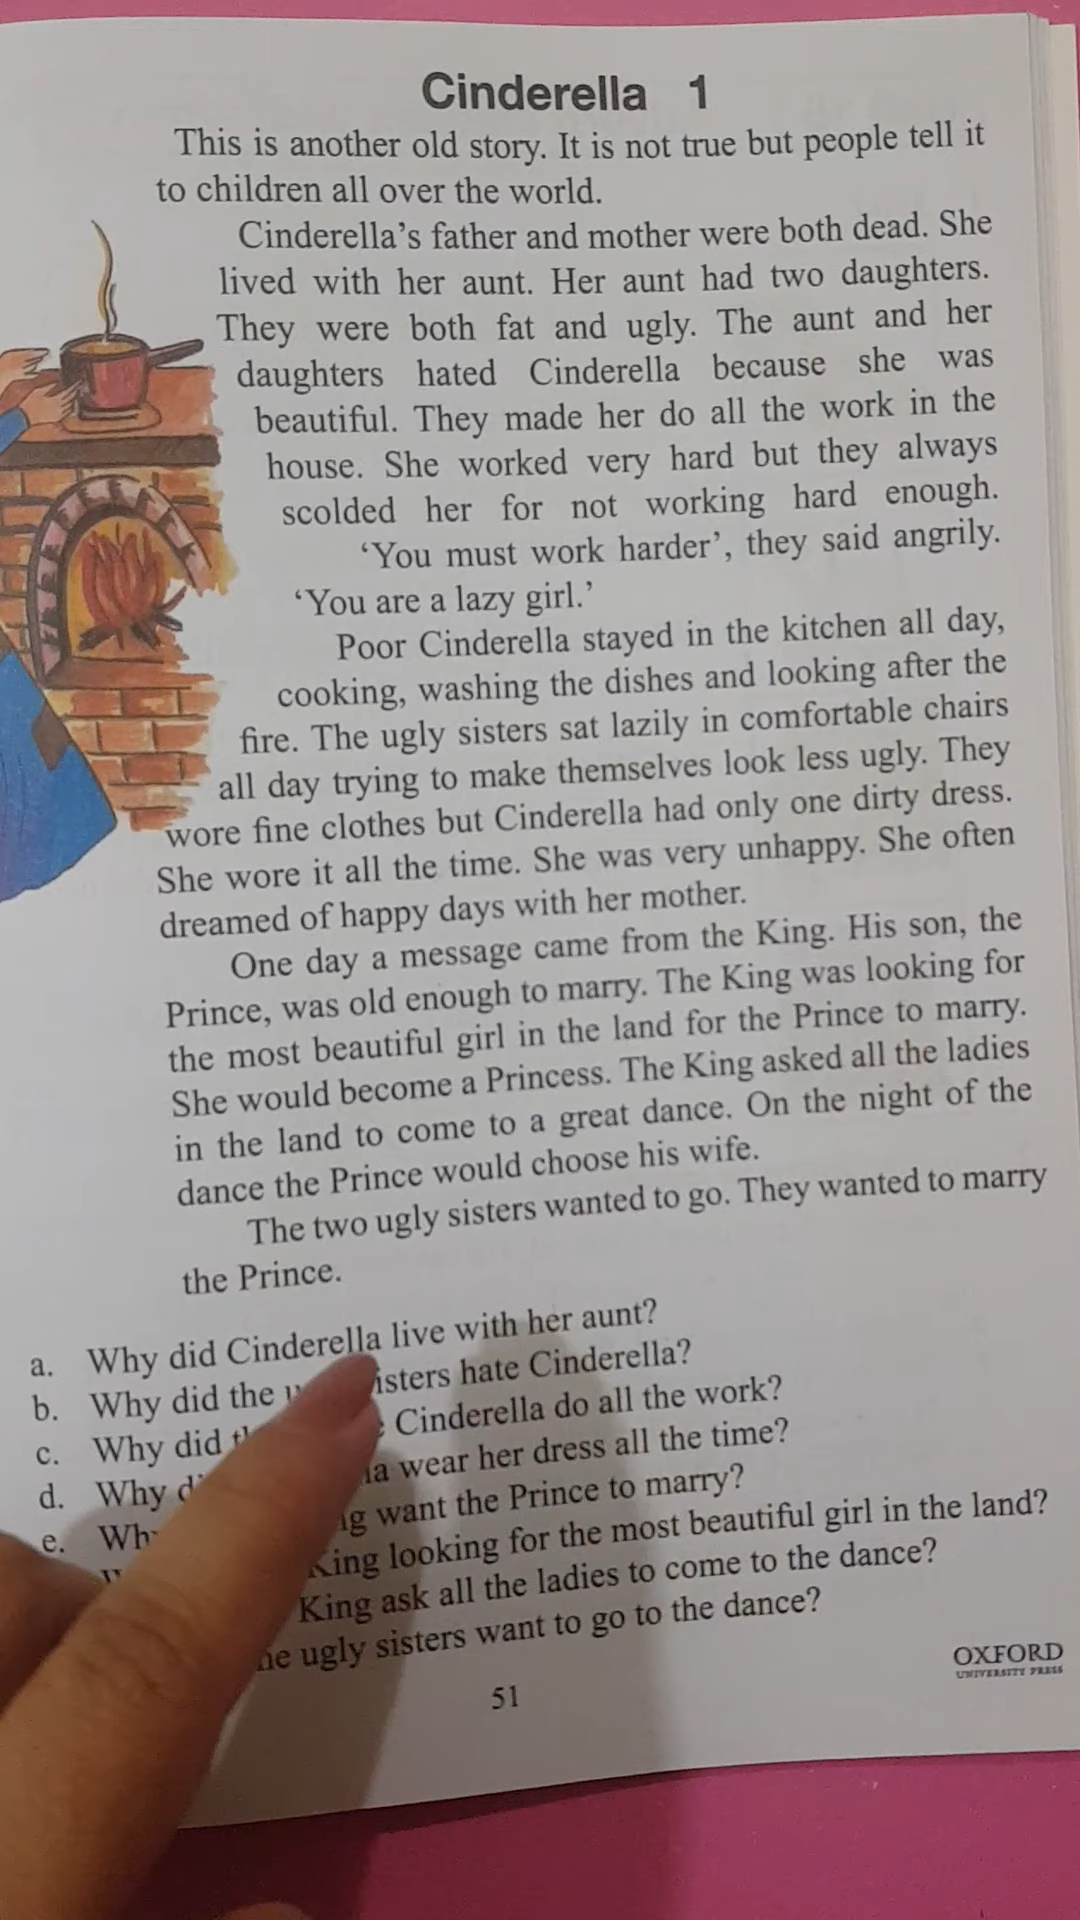 Cinderella 1
This is another old story. It is not true but people tell it
to children all over the world.
Cinderella's father and mother were both dead. She
lived with her aunt. Her aunt had two daughters.
They were both fat and ugly. The aunt and her
daughters hated Cinderella because she was
beautiful. They made her do all the work in the
house. She worked very hard but they always
scolded her for not working hard enough.
‘You must work harder’, they said angrily.
‘You are a lazy girl.’
Poor Cinderella stayed in the kitchen all day,
cooking, washing the dishes and looking after the
fire. The ugly sisters sat lazily in comfortable chairs
all day trying to make themselves look less ugly. They
wore fine clothes but Cinderella had only one dirty dress.
She wore it all the time. She was very unhappy. She often
dreamed of happy days with her mother.
One day a message came from the King. His son, the
Prince, was old enough to marry. The King was looking for
the most beautiful girl in the land for the Prince to marry.
She would become a Princess. The King asked all the ladies
in the land to come to a great dance. On the night of the
dance the Prince would choose his wife.
The two ugly sisters wanted to go. They wanted to marry
the Prince.
a. Why did Cinderella live with her aunt?
b. Why did the sisters hate Cinderella?
c. Why did Cinderella do all the work?
d. Why wear her dress all the time?
e. want the Prince to marry?
King looking for the most beautiful girl in the land?
King ask all the ladies to come to the dance?
ugly sisters want to go to the dance?
51
OXFORD
UNIVERSITY PRESS